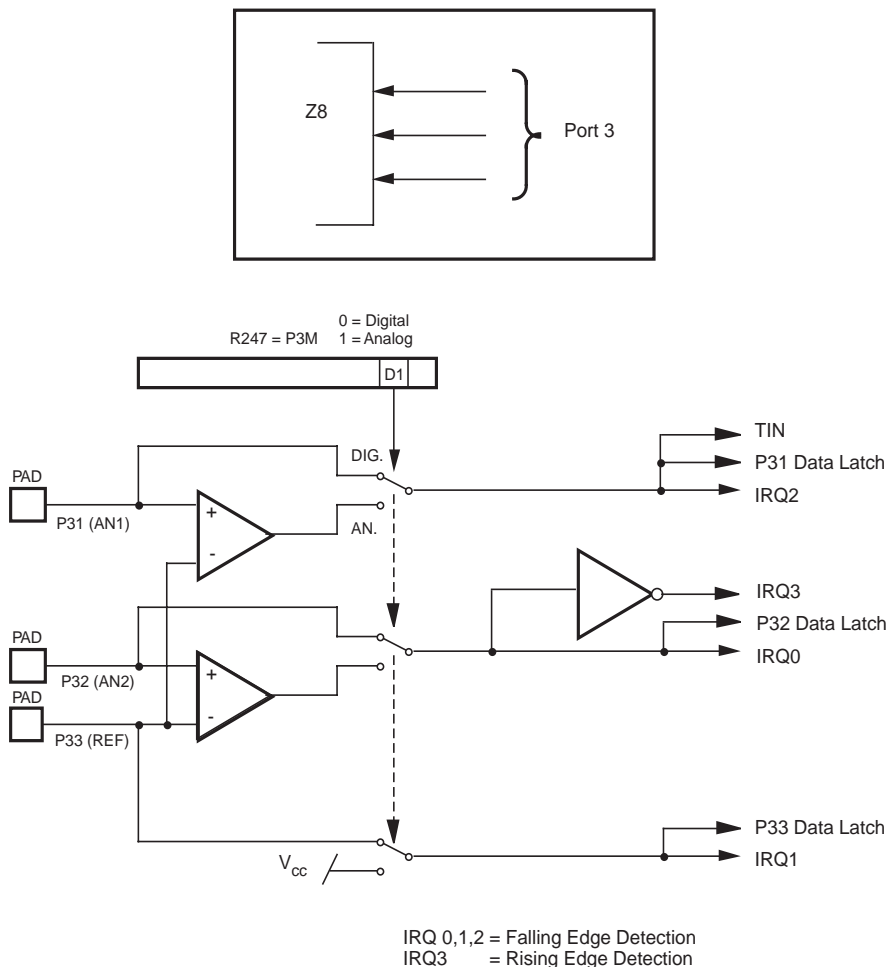 Z8
Port 3
0 = Digital
R247 = P3M 1 = Analog
D1
TIN
DIG.
P31 Data Latch
PAD
IRQ2
+
P31 (AN1)
AN.
-
IRQ3
P32 Data Latch
PAD
IRQ0
+
P32 (AN2)
PAD
-
P33 (REF)
P33 Data Latch
Vcc
IRQ1
IRQ 0,1,2 = Falling Edge Detection
IRQ3 = Rising Edge Detection